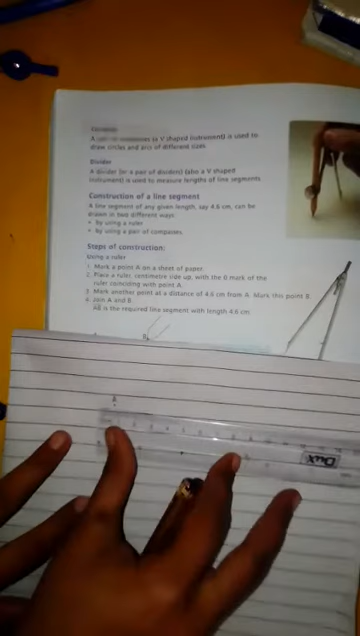 A pair of compasses (a V shaped instrument) is used to
draw circles and arcs of different sizes.
Divider
A divider (or a pair of dividers) (also a V shaped
instrument) is used to measure lengths of line segments.
Construction of a line segment
A line segment of any given length, say 4.6 cm, can be
drawn in two different ways:
• By using a ruler
• By using a pair of compasses.
Steps of construction:
Using a ruler
1. Mark a point A on a sheet of paper.
2. Place a ruler, centimetre side up, with the 0 mark of the
ruler coinciding with point A.
3. Mark another point at a distance of 4.6 cm from A. Mark this point B.
4. Join A and B.
AB is the required line segment with length 4.6 cm.
B
A
Dux